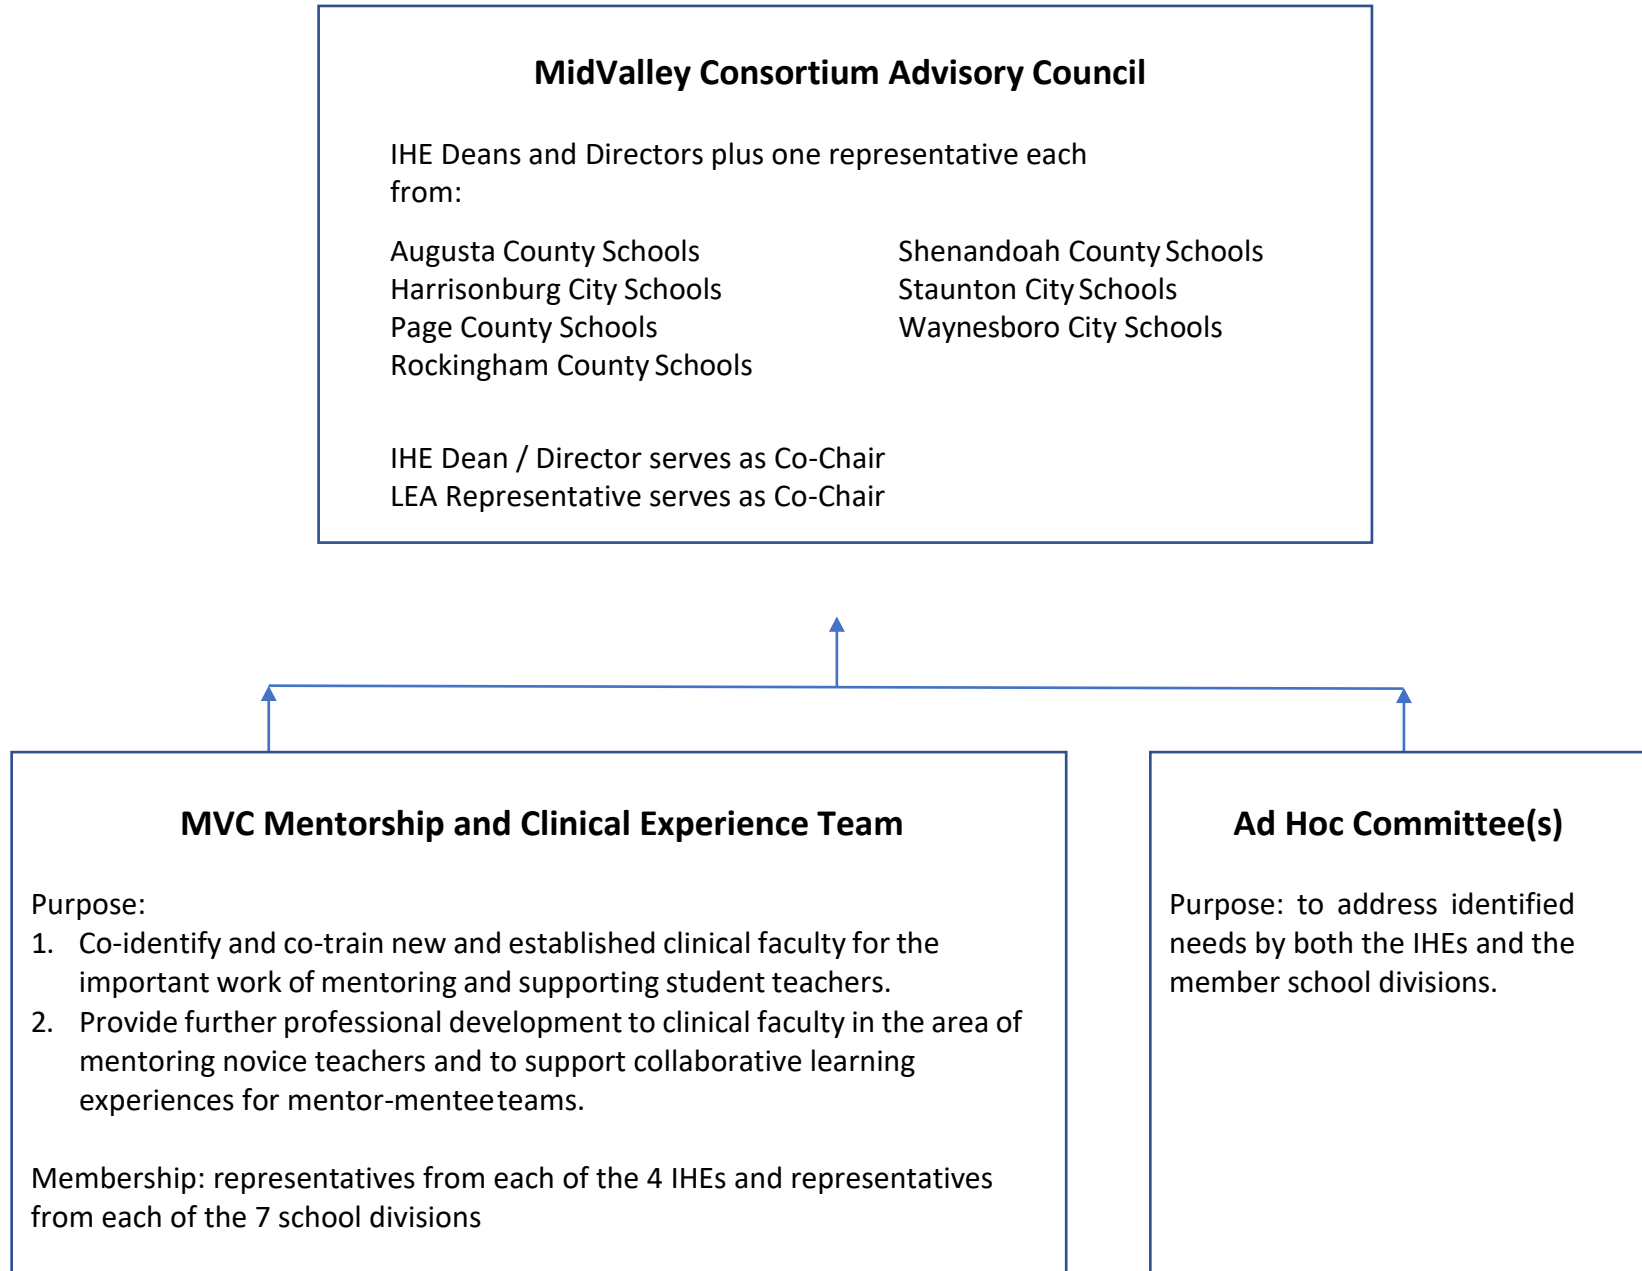 MidValley Consortium Advisory Council
IHE Deans and Directors plus one representative each
from:
Augusta County Schools
Harrisonburg City Schools
Page County Schools
Rockingham County Schools
Shenandoah County Schools
Staunton City Schools
Waynesboro City Schools
IHE Dean / Director serves as Co-Chair
LEA Representative serves as Co-Chair
MVC Mentorship and Clinical Experience Team
Purpose:
1. Co-identify and co-train new and established clinical faculty for the
important work of mentoring and supporting student teachers.
2. Provide further professional development to clinical faculty in the area of
mentoring novice teachers and to support collaborative learning
experiences for mentor-mentee teams.
Membership: representatives from each of the 4 IHEs and representatives
from each of the 7 school divisions
Ad Hoc Committee(s)
Purpose: to address identified
needs by both the IHEs and the
member school divisions.